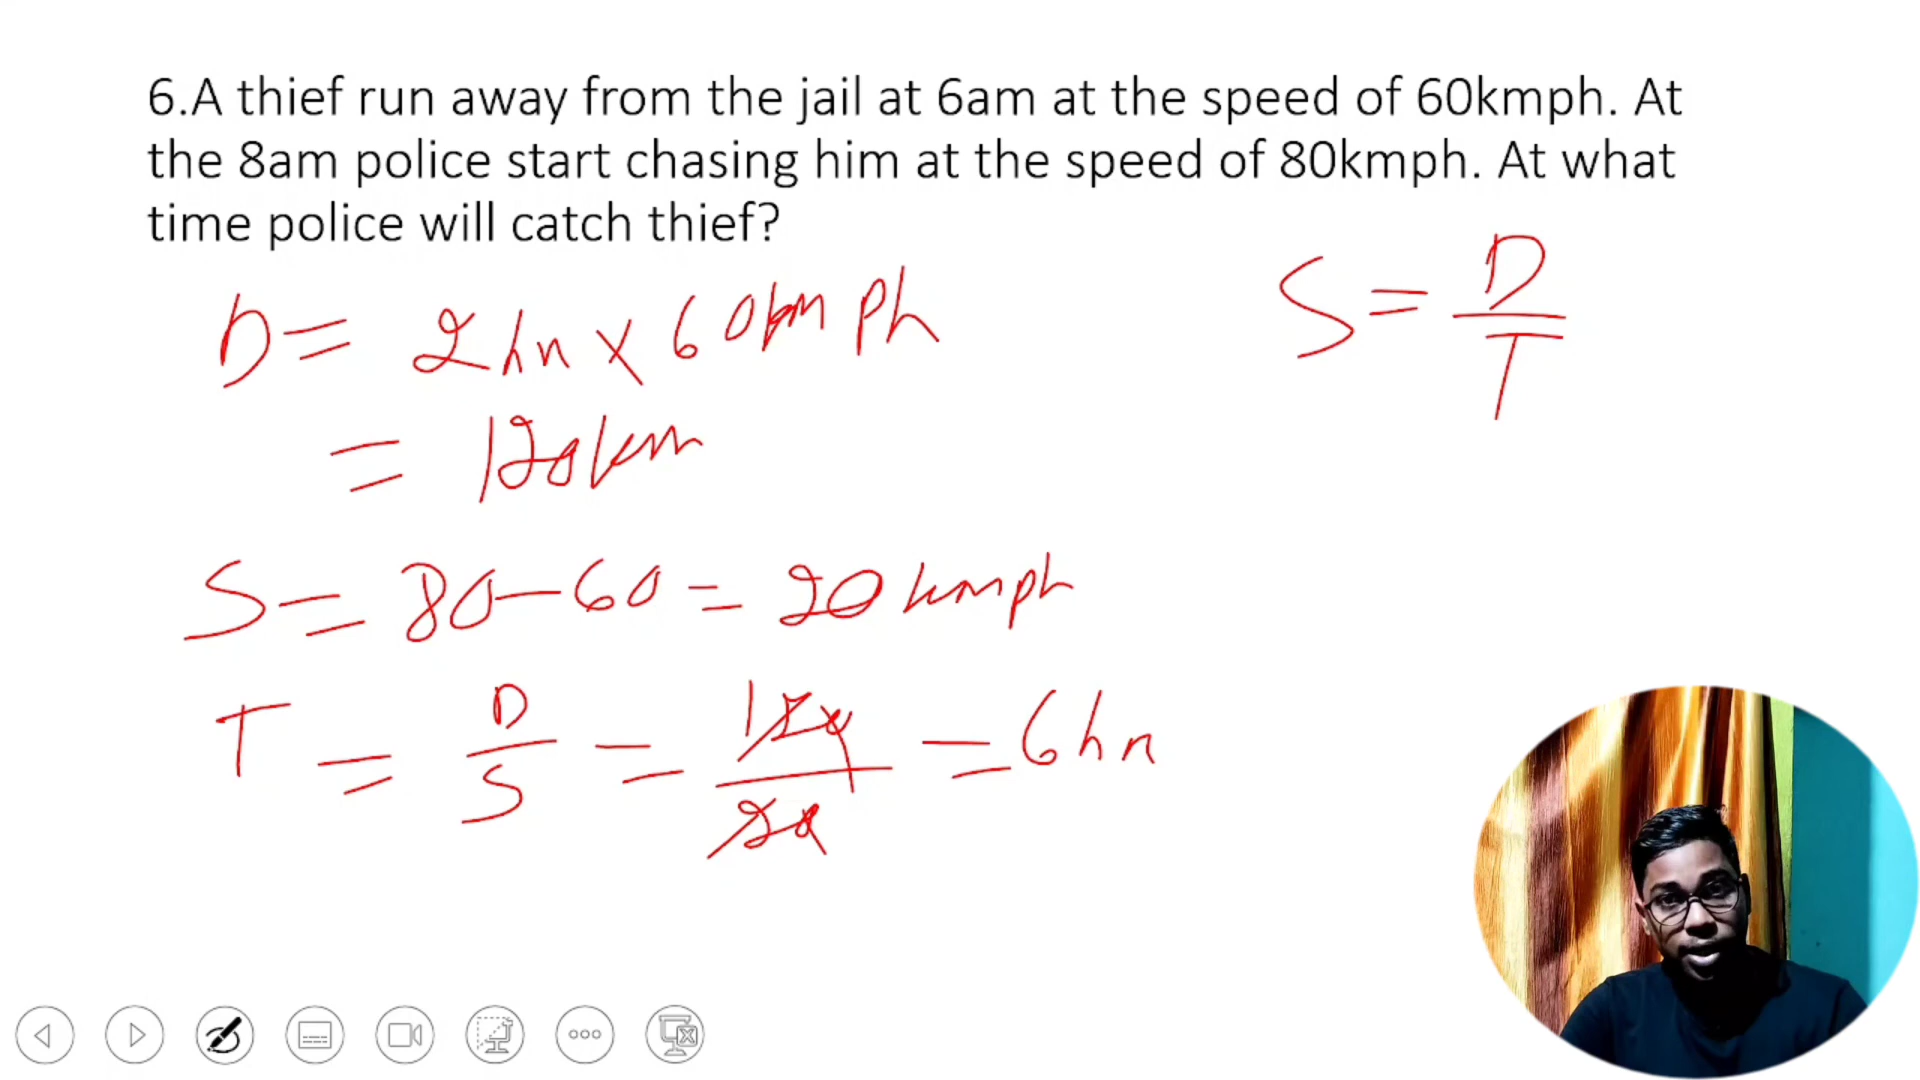 6.A thief run away from the jail at 6am at the speed of 60kmph. At
the 8am police start chasing him at the speed of 80kmph. At what
time police will catch thief?
S = D/T
D = 2hr × 60km ph
= 120km
S = 80-60 = 20kmph
T = D/S = 120/20 = 6hr